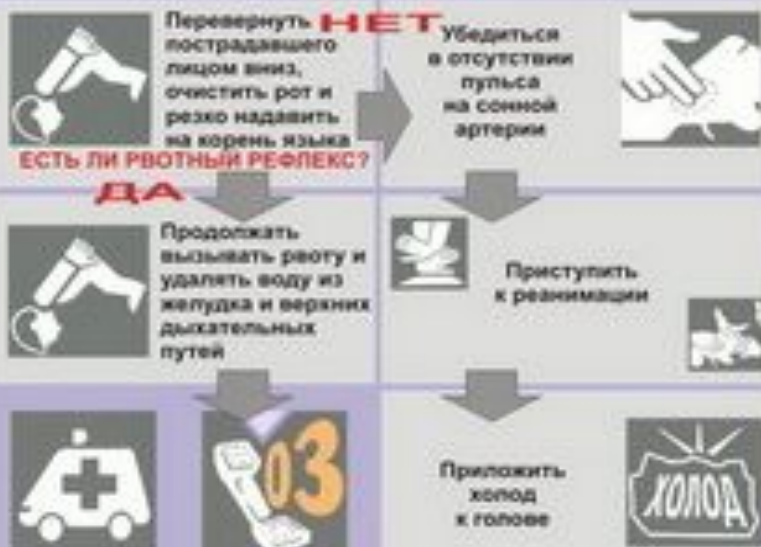 Перевернуть
пострадавшего
лицом вниз,
очистить рот и
резко надавить
на корень языка
ЕСТЬ ЛИ РВОТНЫЙ РЕФЛЕКС?
НЕТ
Убедиться
в отсутствии
пульса
на сонной
артерии
ДА
Продолжать
вызывать рвоту и
удалять воду из
желудка и верхних
дыхательных
путей
Приступить
к реанимации
03
Приложить
холод
к голове
ХОЛОД